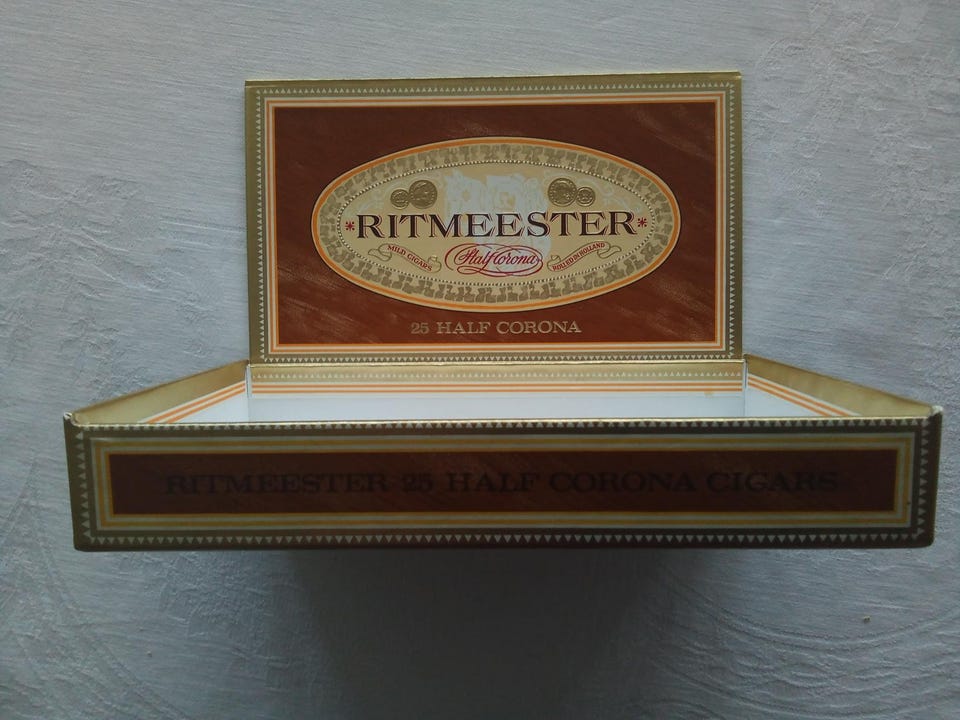 RITMEESTER
MILD CIGARS
Half Corona
ROLLED IN HOLLAND
25 HALF CORONA
RITMEESTER 25 HALF CORONA CIGARS